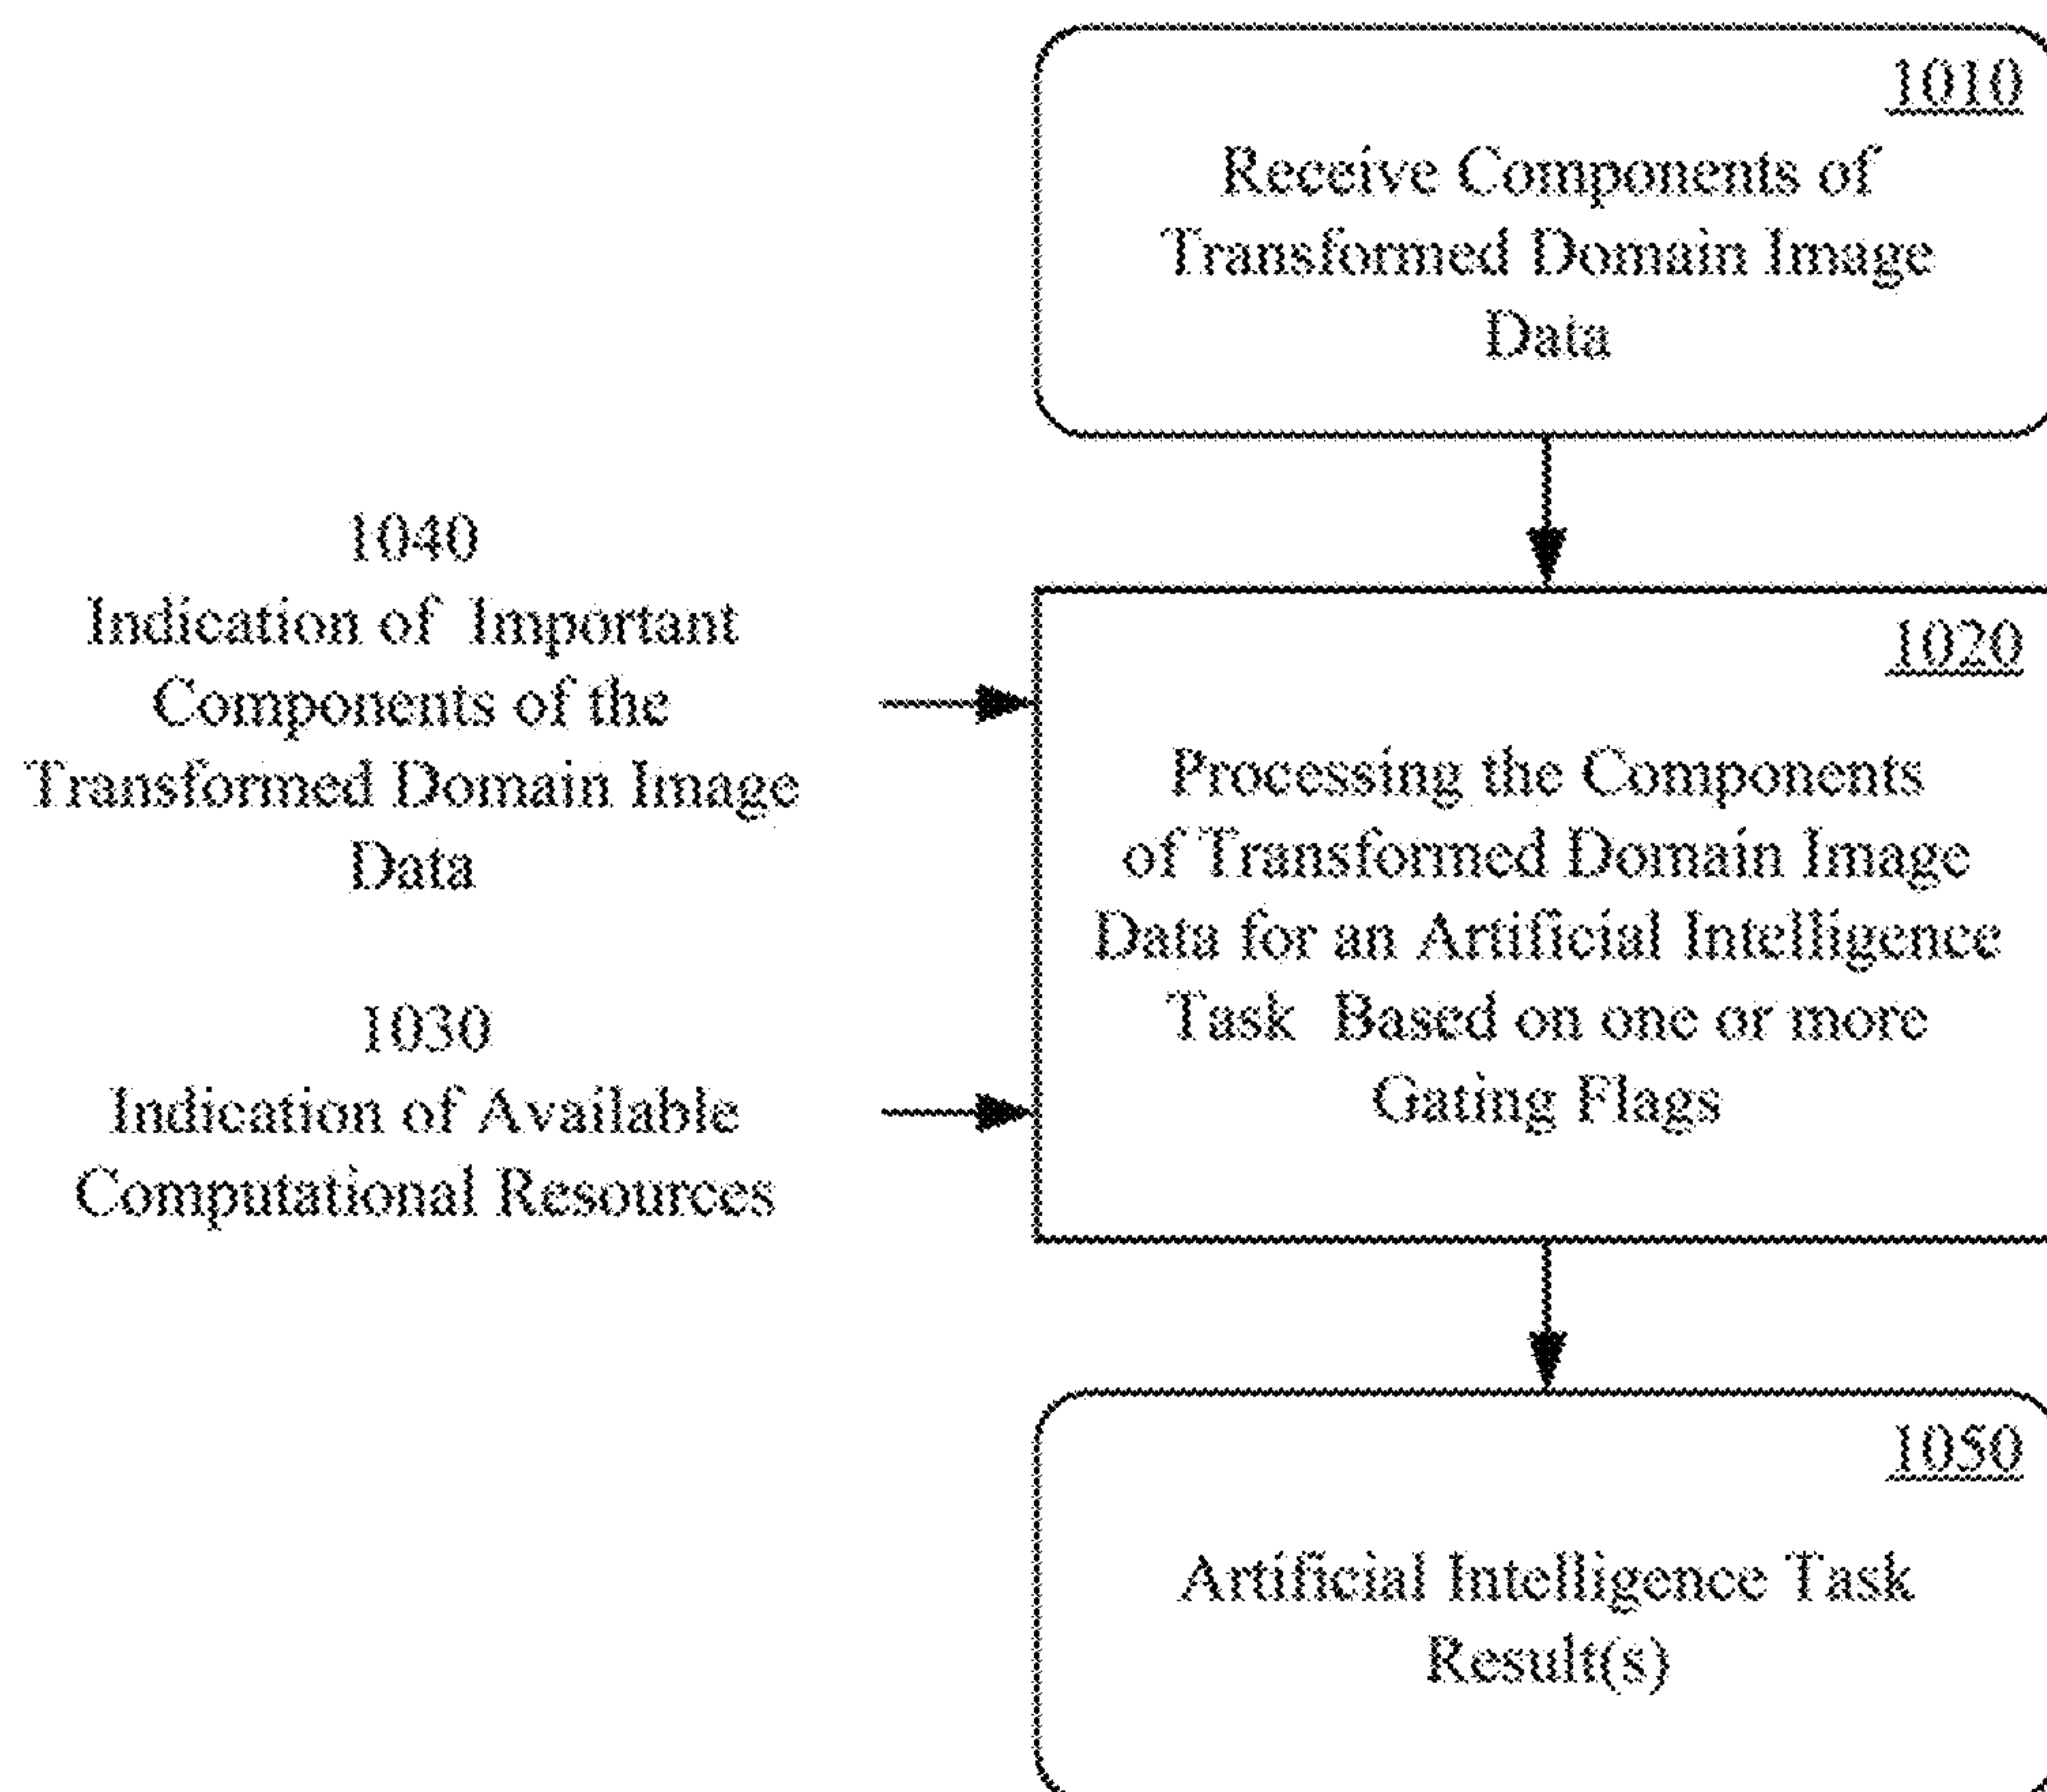 1010
Receive Components of
Transformed Domain Image
Data
1040
Indication of Important
Components of the
Transformed Domain Image
Data
1030
Indication of Available
Computational Resources
1020
Processing the Components
of Transformed Domain Image
Data for an Artificial Intelligence
Task Based on one or more
Gating Flags
1050
Artificial Intelligence Task
Result(s)